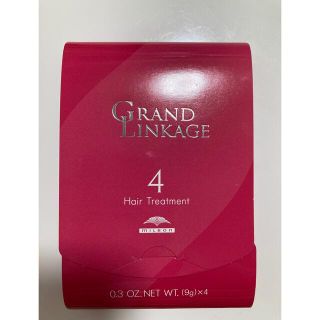 GRAND
LINKAGE
4
Hair Treatment
milbon
0.3 OZ. NET WT. (9g)×4